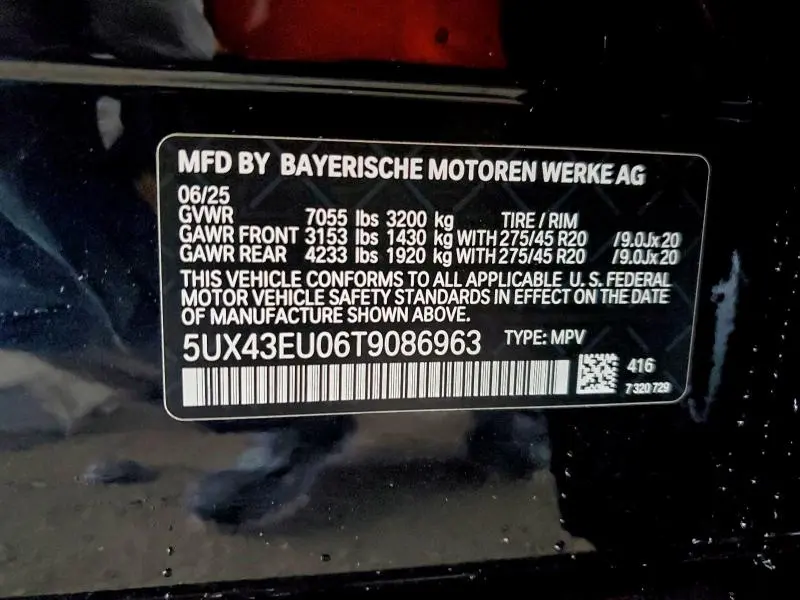 MFD BY BAYERISCHE MOTOREN WERKE AG
06/25
GVWR 7055 lbs 3200 kg TIRE / RIM
GAWR FRONT 3153 lbs 1430 kg WITH 275/45 R20 /9.0Jx20
GAWR REAR 4233 lbs 1920 kg WITH 275/45 R20 /9.0Jx20
THIS VEHICLE CONFORMS TO ALL APPLICABLE U.S. FEDERAL
MOTOR VEHICLE SAFETY STANDARDS IN EFFECT ON THE DATE
OF MANUFACTURE SHOWN ABOVE.
5UX43EU06T9086963 TYPE: MPV
416
7 320 729